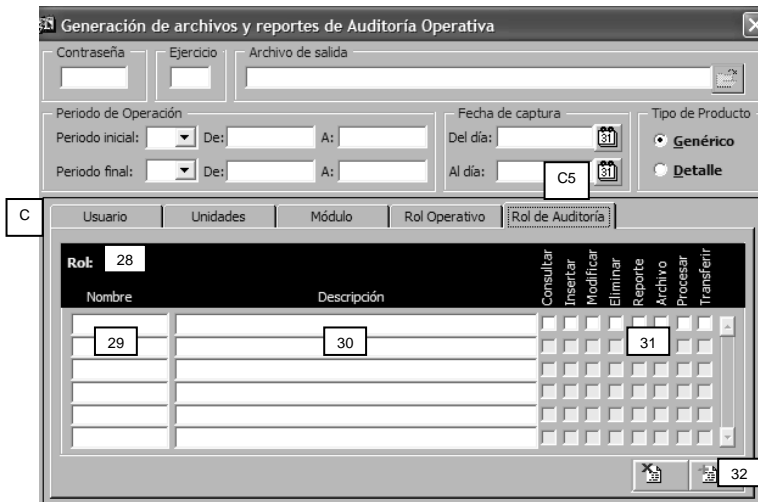 Generación de archivos y reportes de Auditoría Operativa
Contraseña Ejercicio Archivo de salida
Periodo de Operación Fecha de captura Tipo de Producto
Periodo inicial: De: A: Del día: 31 Genérico
Periodo final: De: A: Al día: 31 Detalle
C5
C Usuario Unidades Módulo Rol Operativo Rol de Auditoría
Rol: 28
Nombre Descripción Consultar Insertar Modificar Eliminar Reporte Archivo Procesar Transferir
29 30 31
32